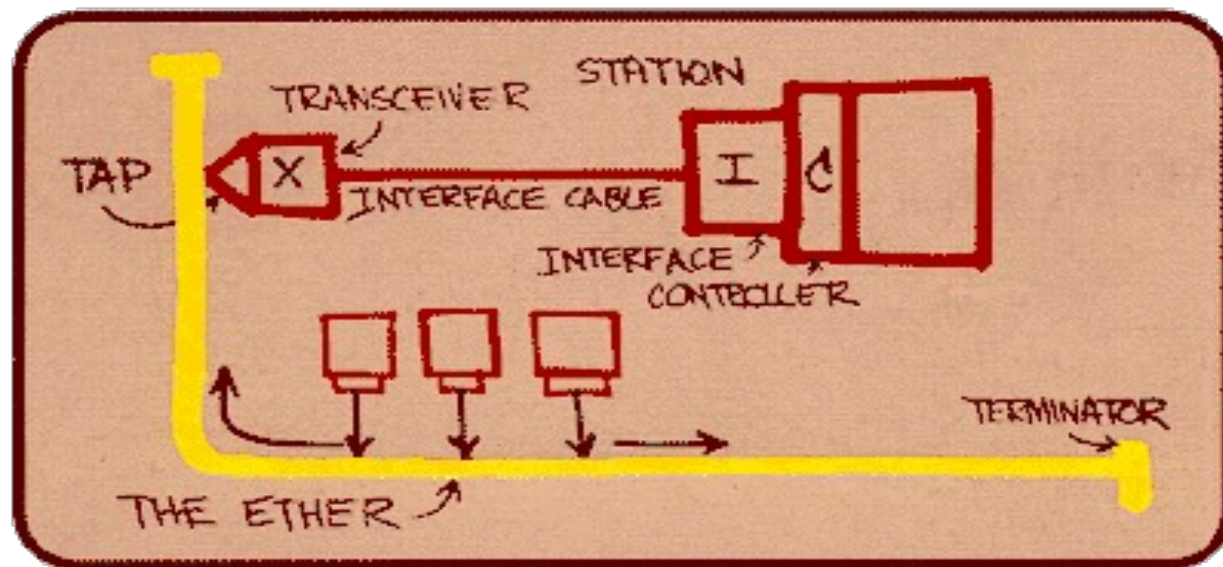 STATION
TRANSCEIVER
TAP
X
I
C
INTERFACE CABLE
INTERFACE
CONTROLLER
TERMINATOR
THE ETHER